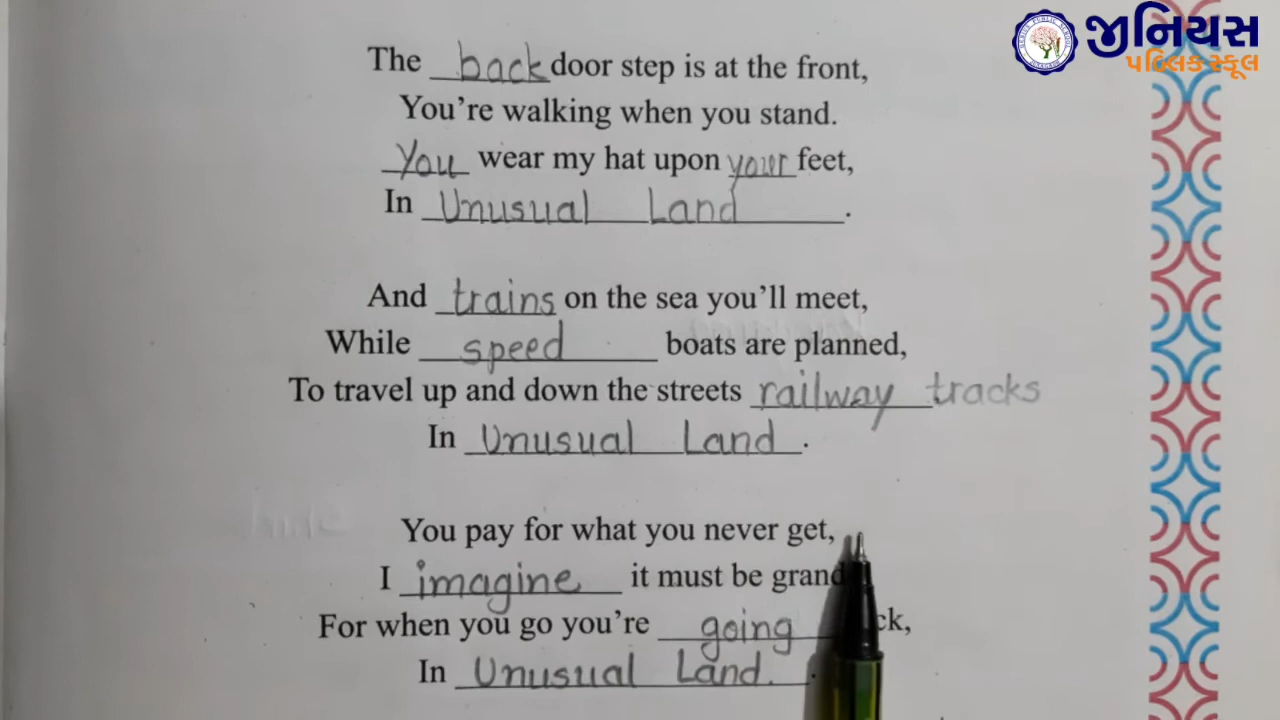 જીનિયસ
પબ્લિક સ્કૂલ
The back door step is at the front,
You're walking when you stand.
You wear my hat upon your feet,
In Unusual Land.
And trains on the sea you'll meet,
While speed boats are planned,
To travel up and down the streets railway tracks
In Unusual Land.
You pay for what you never get,
I imagine it must be grand
For when you go you're going ck,
In Unusual Land.